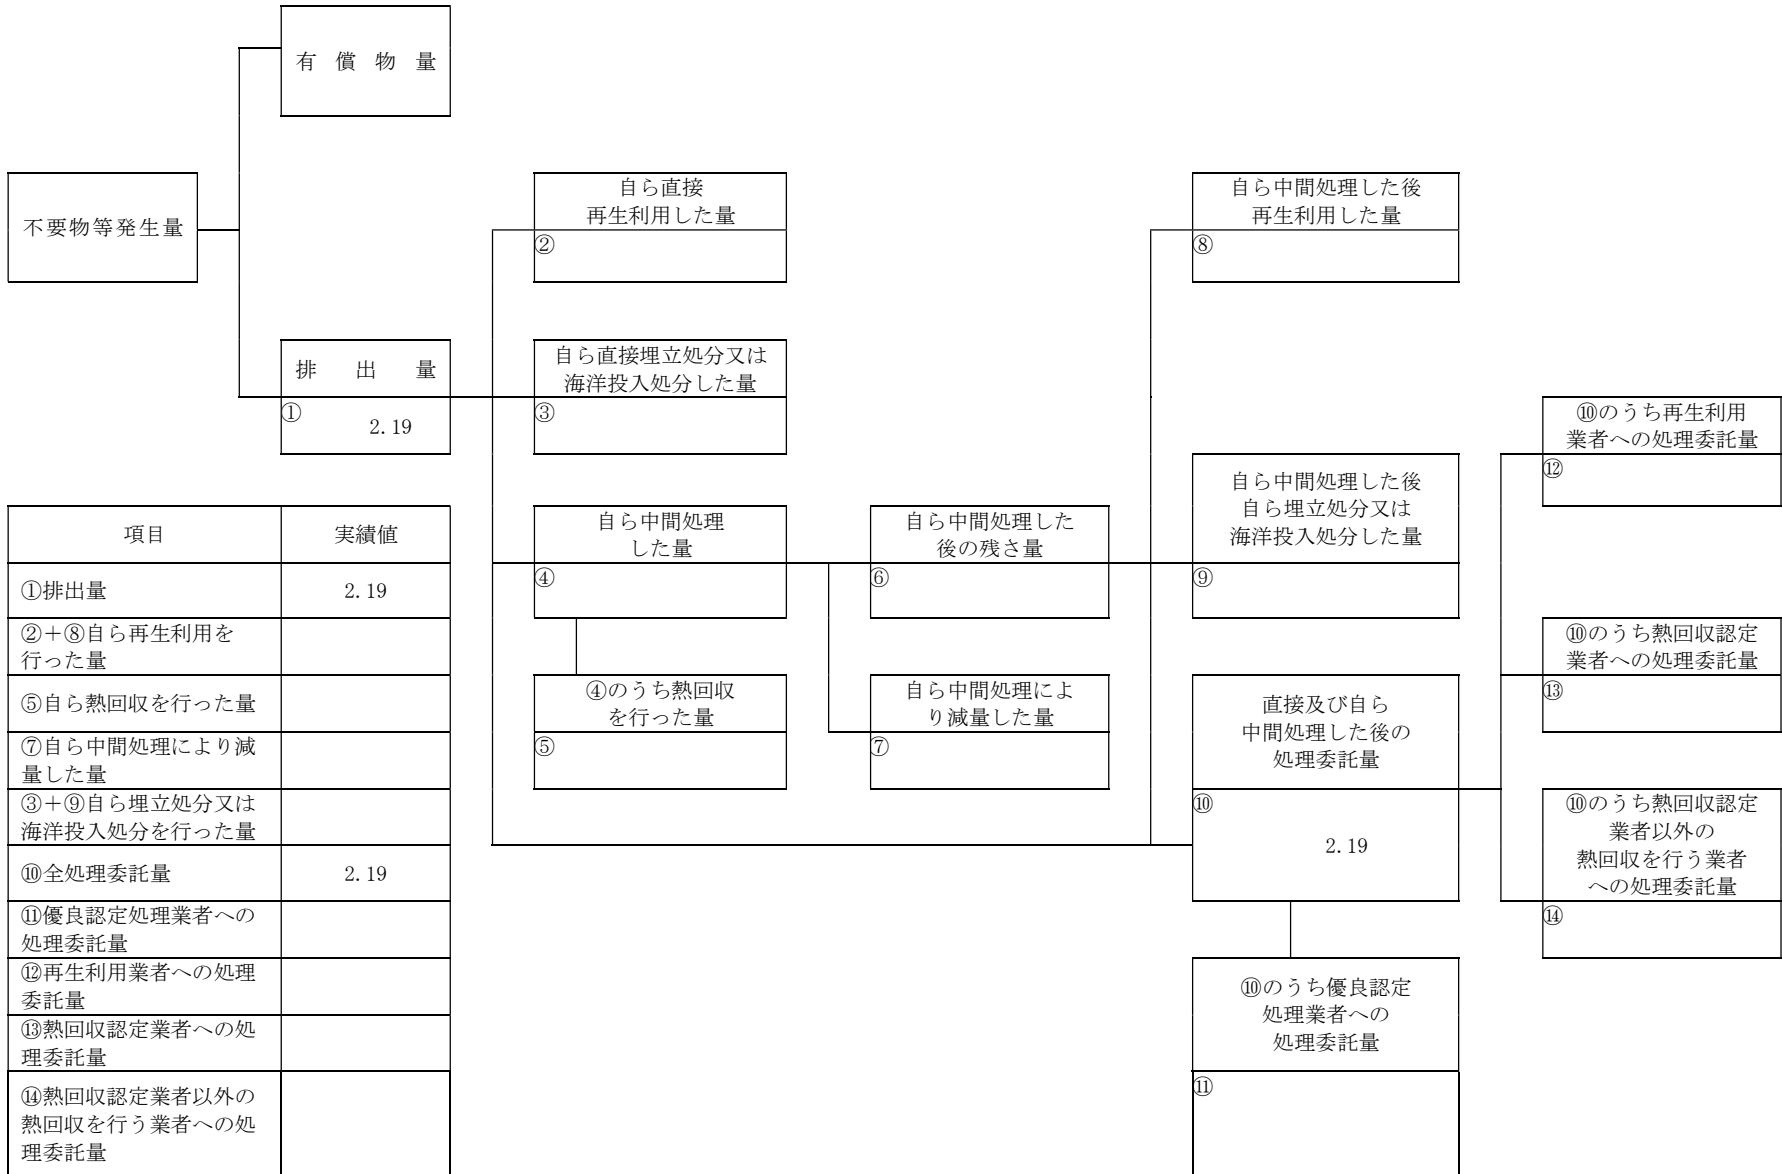 有 償 物 量
不要物等発生量
自ら直接
再生利用した量
②
自ら中間処理した後
再生利用した量
⑧
排 出 量
①
2.19
自ら直接埋立処分又は
海洋投入処分した量
③
⑩のうち再生利用
業者への処理委託量
⑫
自ら中間処理した後
自ら埋立処分又は
海洋投入処分した量
⑨
自ら中間処理
した量
④
自ら中間処理した
後の残さ量
⑥
⑩のうち熱回収認定
業者への処理委託量
⑬
④のうち熱回収
を行った量
⑤
自ら中間処理によ
り減量した量
⑦
直接及び自ら
中間処理した後の
処理委託量
⑩
2.19
⑩のうち熱回収認定
業者以外の
熱回収を行う業者
への処理委託量
⑭
⑩のうち優良認定
処理業者への
処理委託量
⑪
項目 実績値
①排出量 2.19
②＋⑧自ら再生利用を
行った量
⑤自ら熱回収を行った量
⑦自ら中間処理により減
量した量
③＋⑨自ら埋立処分又は
海洋投入処分を行った量
⑩全処理委託量 2.19
⑪優良認定処理業者への
処理委託量
⑫再生利用業者への処理
委託量
⑬熱回収認定業者への処
理委託量
⑭熱回収認定業者以外の
熱回収を行う業者への処
理委託量